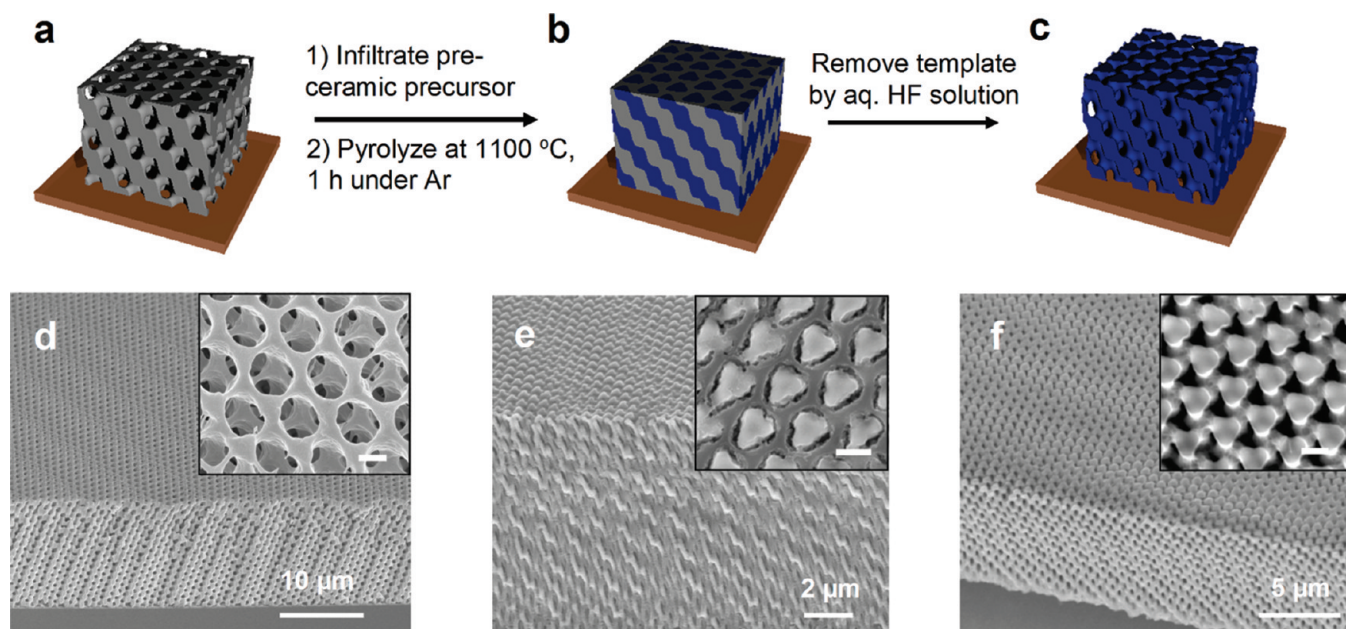 a
1) Infiltrate pre-
ceramic precursor
2) Pyrolyze at 1100 °C,
1 h under Ar
b
Remove template
by aq. HF solution
c
d
10 µm
e
2 µm
f
5 µm